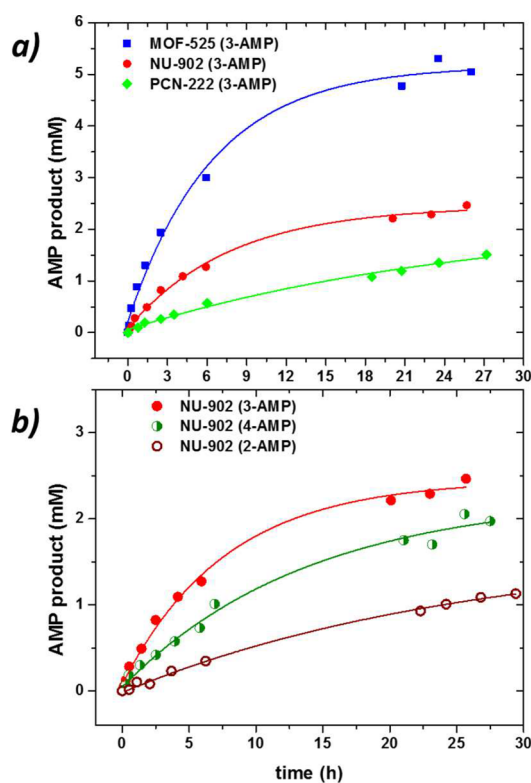 a)
MOF-525 (3-AMP)
NU-902 (3-AMP)
PCN-222 (3-AMP)
AMP product (mM)
6
5
4
3
2
1
0
0 3 6 9 12 15 18 21 24 27 30
b)
NU-902 (3-AMP)
NU-902 (4-AMP)
NU-902 (2-AMP)
AMP product (mM)
3
2
1
0
0 5 10 15 20 25 30
time (h)